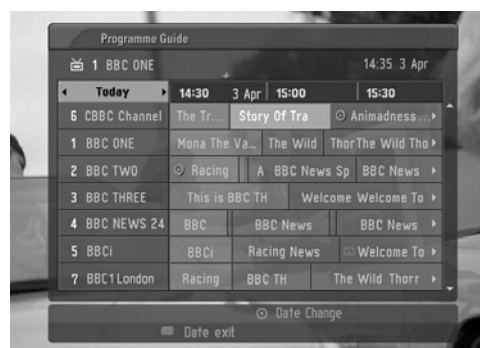 Programme Guide
1 BBC ONE 14:35 3 Apr
Today 14:30 3 Apr 15:00 15:30
6 CBBC Channel The Tr... Story Of Tra Animadness ...
1 BBC ONE Mona The Va... The Wild Thor The Wild Tho
2 BBC TWO Racing A BBC News Sp BBC News
3 BBC THREE This is BBC TH Welcome Welcome To
4 BBC NEWS 24 BBC BBC News BBC News
5 BBCi BBCi Racing News Welcome To
7 BBC1 London Racing BBC TH The Wild Thorr
Date Change
Date exit